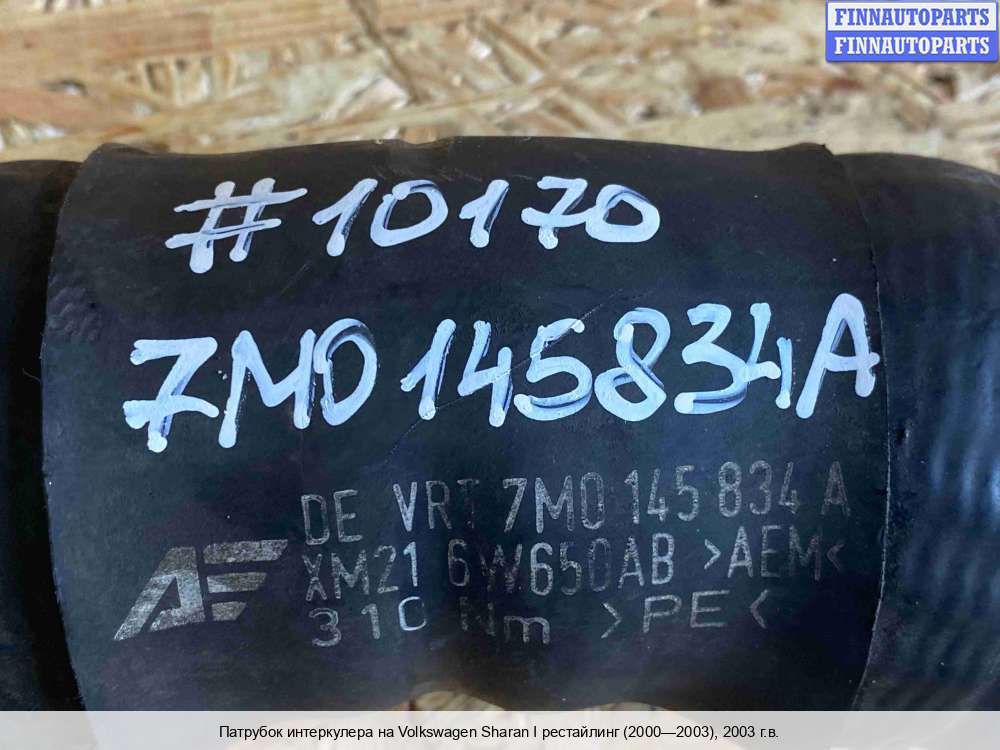 FINNAUTOPARTS
FINNAUTOPARTS
#10170
7M0145834A
DE VRT 7M0 145 834 A
XM21 6W650AB >AEM<
AF
310 Nm >PE<
Патрубок интеркулера на Volkswagen Sharan I рестайлинг (2000—2003), 2003 г.в.